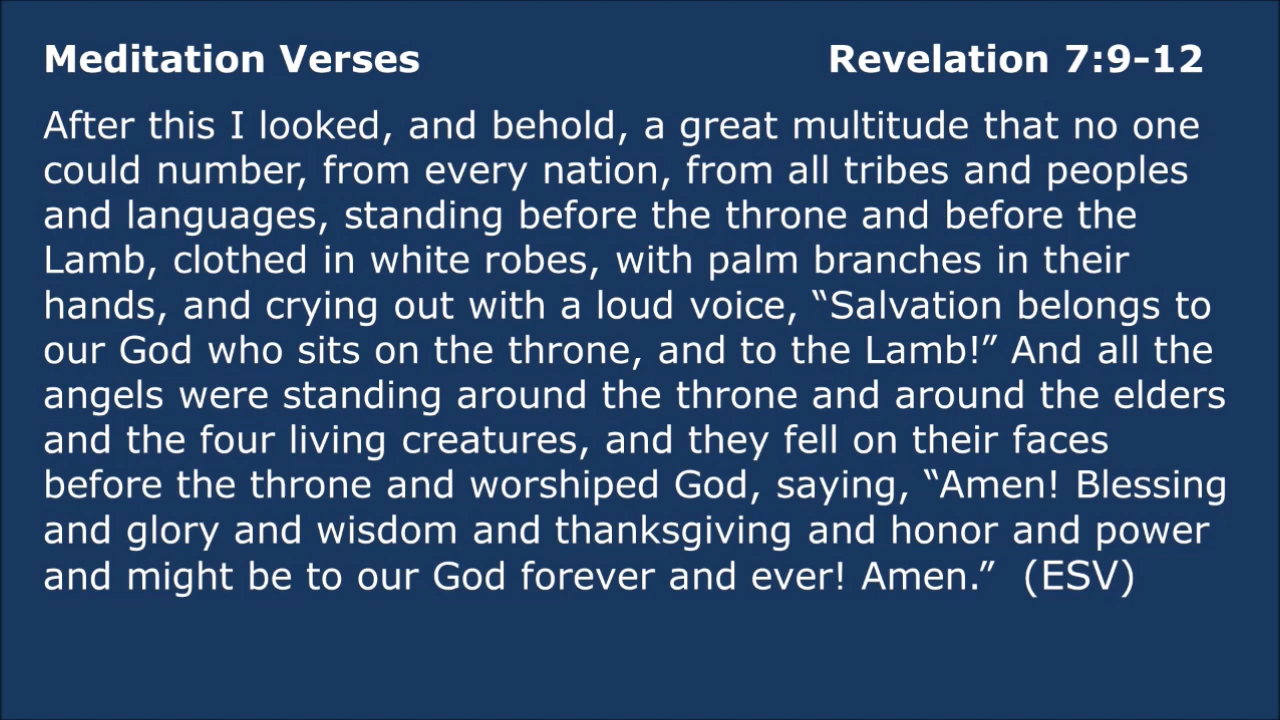 Meditation Verses Revelation 7:9-12
After this I looked, and behold, a great multitude that no one
could number, from every nation, from all tribes and peoples
and languages, standing before the throne and before the
Lamb, clothed in white robes, with palm branches in their
hands, and crying out with a loud voice, “Salvation belongs to
our God who sits on the throne, and to the Lamb!” And all the
angels were standing around the throne and around the elders
and the four living creatures, and they fell on their faces
before the throne and worshiped God, saying, “Amen! Blessing
and glory and wisdom and thanksgiving and honor and power
and might be to our God forever and ever! Amen.” (ESV)